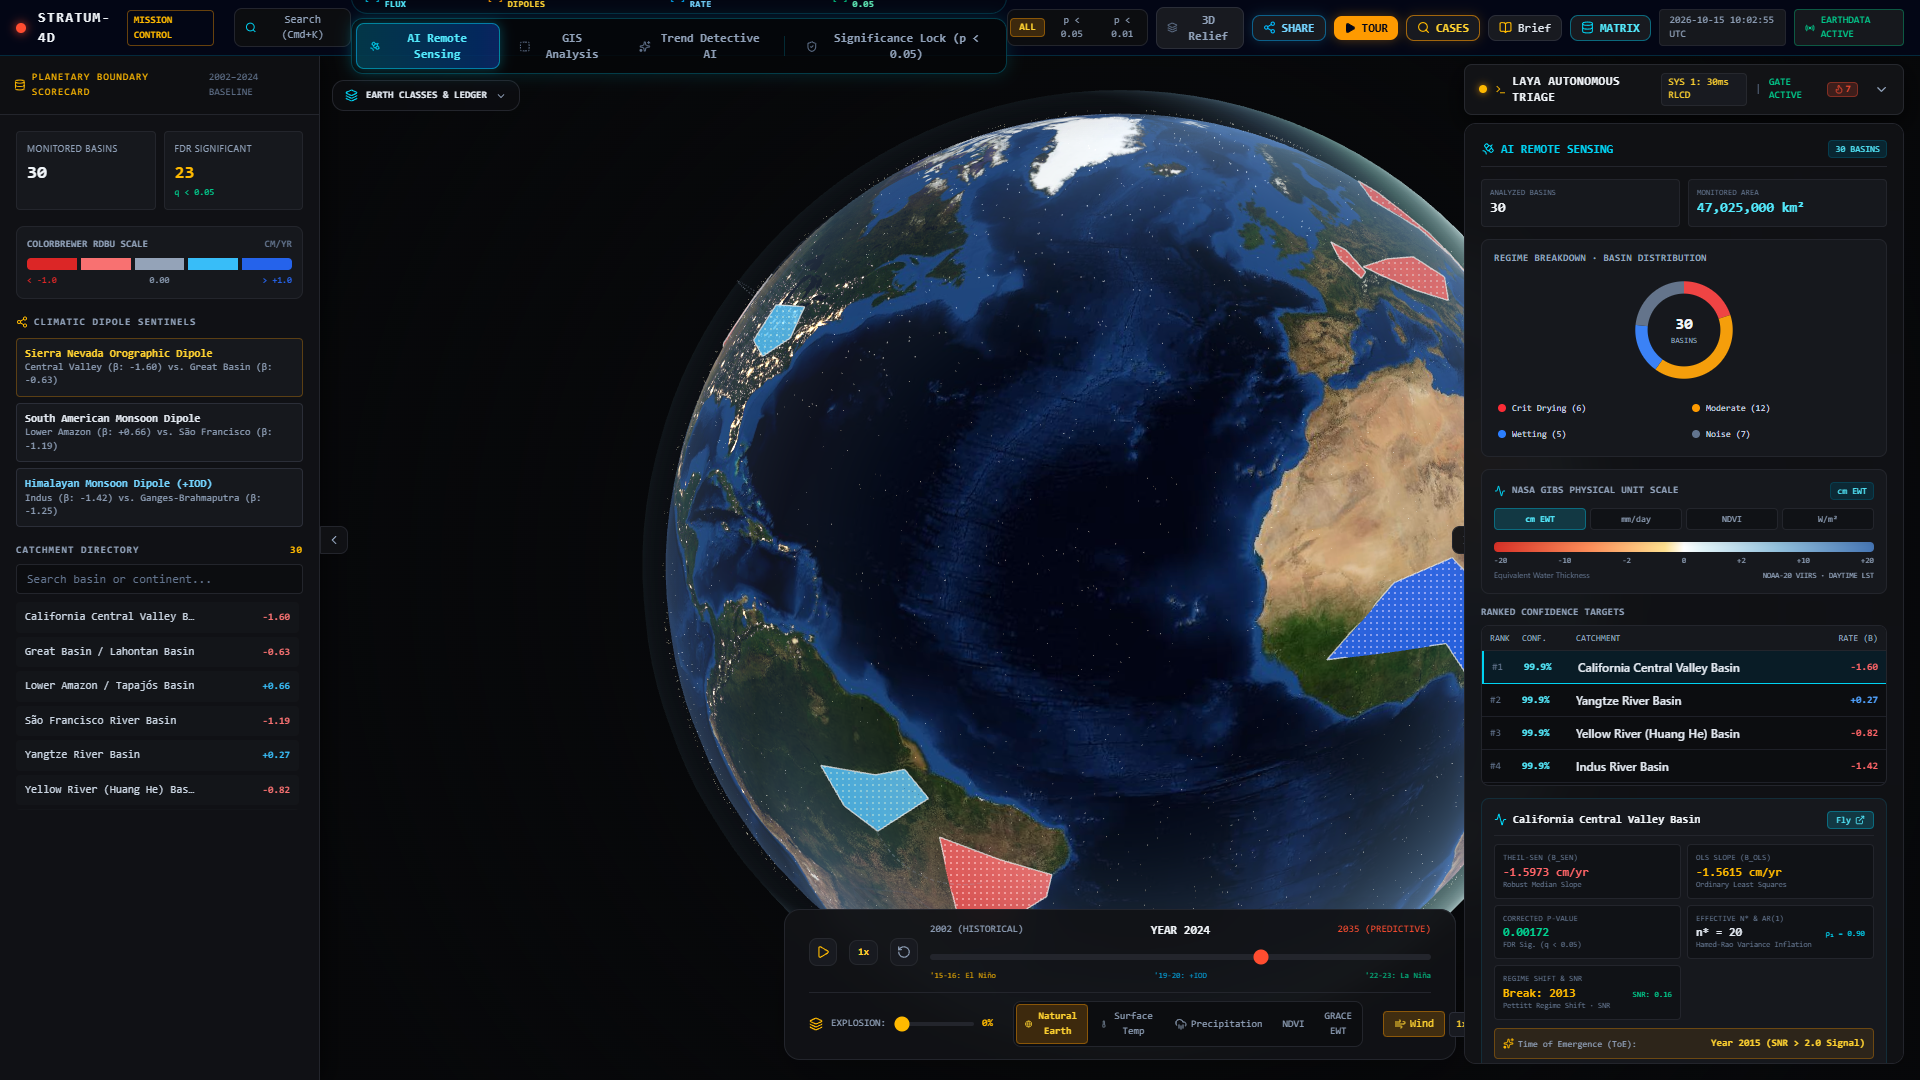 STRATUM-
4D
MISSION
CONTROL
Search
(Cmd+K)
FLUX
DIPOLES
RATE
0.05
AI Remote
Sensing
GIS
Analysis
Trend Detective
AI
Significance Lock (p <
0.05)
ALL
p <
0.05
p <
0.01
3D
Relief
SHARE
TOUR
CASES
Brief
MATRIX
2026-10-15 10:02:55
UTC
EARTHDATA
ACTIVE
PLANETARY BOUNDARY
SCORECARD
2002–2024
BASELINE
MONITORED BASINS
30
FDR SIGNIFICANT
23
q < 0.05
COLORBREWER RDBU SCALE
CM/YR
< -1.0
0.00
> +1.0
CLIMATIC DIPOLE SENTINELS
Sierra Nevada Orographic Dipole
Central Valley (β: -1.60) vs. Great Basin (β:
-0.63)
South American Monsoon Dipole
Lower Amazon (β: +0.66) vs. São Francisco (β:
-1.19)
Himalayan Monsoon Dipole (+IOD)
Indus (β: -1.42) vs. Ganges-Brahmaputra (β:
-1.25)
CATCHMENT DIRECTORY
30
Search basin or continent...
California Central Valley B…
-1.60
Great Basin / Lahontan Basin
-0.63
Lower Amazon / Tapajós Basin
+0.66
São Francisco River Basin
-1.19
Yangtze River Basin
+0.27
Yellow River (Huang He) Bas…
-0.82
EARTH CLASSES & LEDGER
2002 (HISTORICAL)
YEAR 2024
2035 (PREDICTIVE)
1x
'15-16: El Niño
'19-20: +IOD
'22-23: La Niña
EXPLOSION:
0%
Natural
Earth
Surface
Temp
Precipitation
NDVI
GRACE
EWT
Wind
LAYA AUTONOMOUS
TRIAGE
SYS 1: 30ms
RLCD
|
GATE
ACTIVE
7
AI REMOTE SENSING
30 BASINS
ANALYZED BASINS
30
MONITORED AREA
47,025,000 km²
REGIME BREAKDOWN · BASIN DISTRIBUTION
30
BASINS
Crit Drying (6)
Moderate (12)
Wetting (5)
Noise (7)
NASA GIBS PHYSICAL UNIT SCALE
cm EWT
cm EWT
mm/day
NDVI
W/m²
-20
-10
-2
0
+2
+10
+20
Equivalent Water Thickness
NOAA-20 VIIRS · DAYTIME LST
RANKED CONFIDENCE TARGETS
RANK
CONF.
CATCHMENT
RATE (Β)
#1
99.9%
California Central Valley Basin
-1.60
#2
99.9%
Yangtze River Basin
+0.27
#3
99.9%
Yellow River (Huang He) Basin
-0.82
#4
99.9%
Indus River Basin
-1.42
California Central Valley Basin
Fly
THEIL-SEN (Β_SEN)
-1.5973 cm/yr
Robust Median Slope
OLS SLOPE (Β_OLS)
-1.5615 cm/yr
Ordinary Least Squares
CORRECTED P-VALUE
0.00172
FDR Sig. (q < 0.05)
EFFECTIVE N* & AR(1)
n* = 20
ρ₁ = 0.90
Hamed-Rao Variance Inflation
REGIME SHIFT & SNR
Break: 2013
SNR: 0.16
Pettitt Regime Shift · SNR
Time of Emergence (ToE):
Year 2015 (SNR > 2.0 Signal)